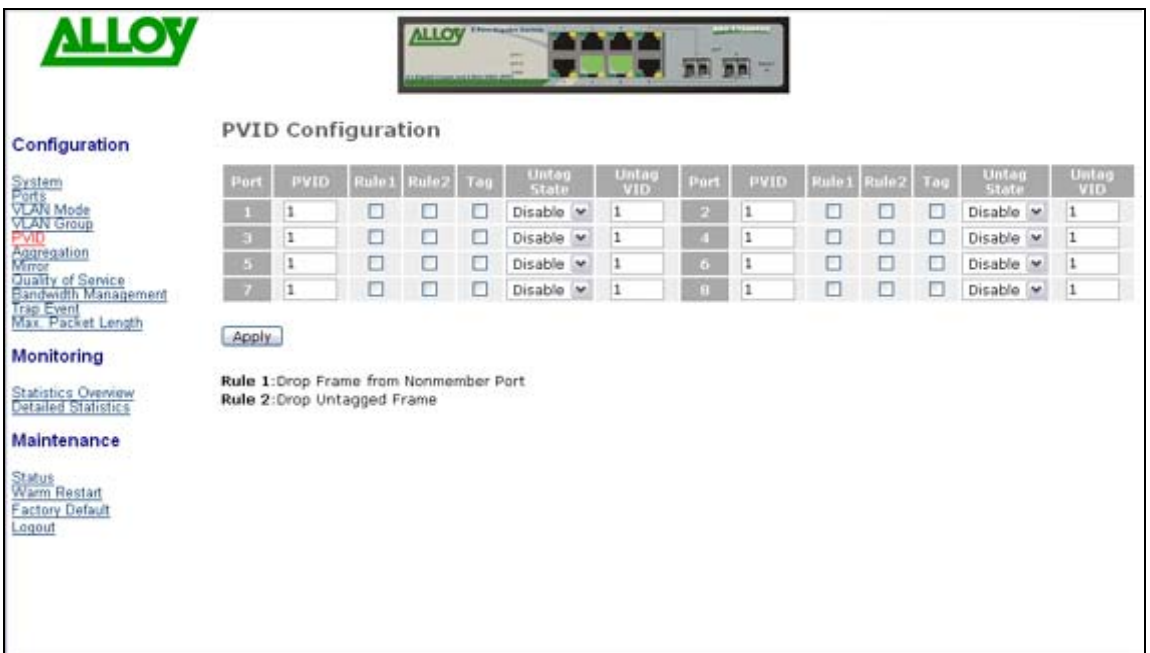 ALLOY
ALLOY
PVID Configuration
Configuration
System
Ports
VLAN Mode
VLAN Group
PVID
Aggregation
Mirror
Quality of Service
Bandwidth Management
Trap Event
Max. Packet Length
Monitoring
Statistics Overview
Detailed Statistics
Maintenance
Status
Warm Restart
Factory Default
Logout
Port PVID Rule1 Rule2 Tag Untag State Untag VID Port PVID Rule1 Rule2 Tag Untag State Untag VID
1 1 Disable 1 2 1 Disable 1
3 1 Disable 1 4 1 Disable 1
5 1 Disable 1 6 1 Disable 1
7 1 Disable 1 8 1 Disable 1
Apply
Rule 1:Drop Frame from Nonmember Port
Rule 2:Drop Untagged Frame